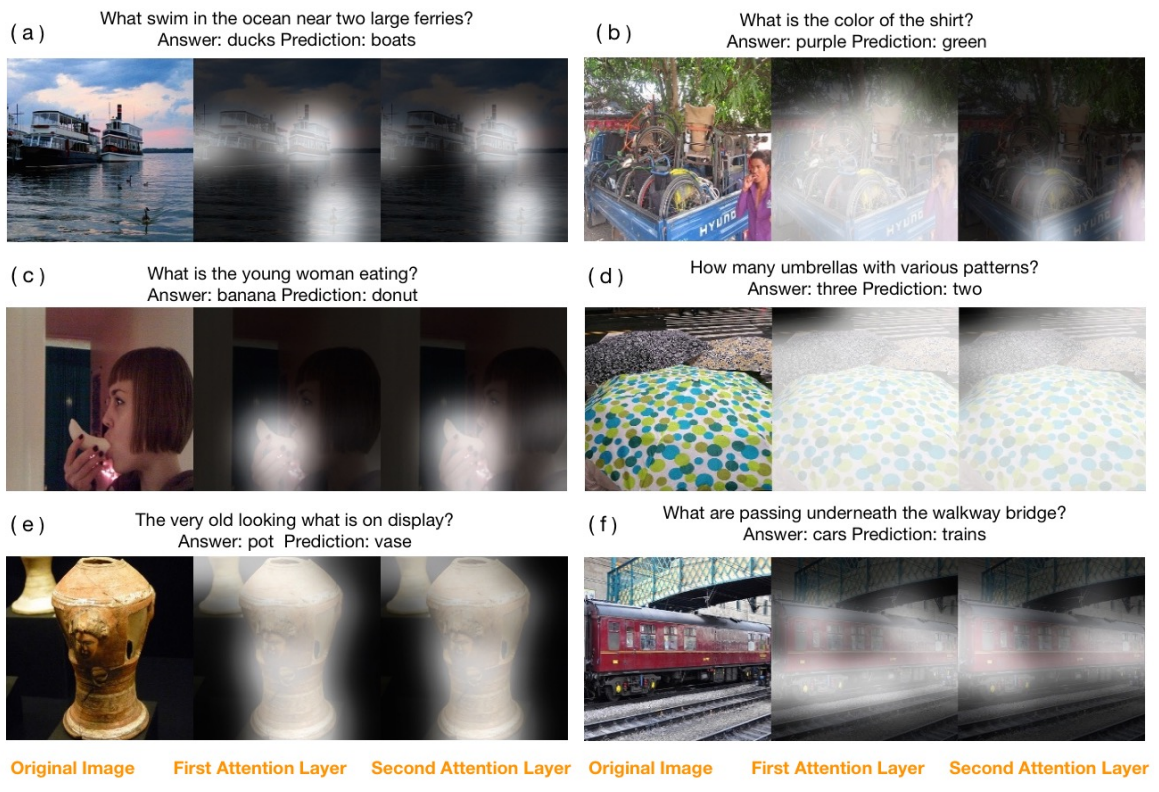 (a)
What swim in the ocean near two large ferries?
Answer: ducks Prediction: boats
(b)
What is the color of the shirt?
Answer: purple Prediction: green
HYUND
HYUND
HYUND
(c)
What is the young woman eating?
Answer: banana Prediction: donut
(d)
How many umbrellas with various patterns?
Answer: three Prediction: two
(e)
The very old looking what is on display?
Answer: pot  Prediction: vase
(f)
What are passing underneath the walkway bridge?
Answer: cars Prediction: trains
Original Image First Attention Layer Second Attention Layer Original Image First Attention Layer Second Attention Layer